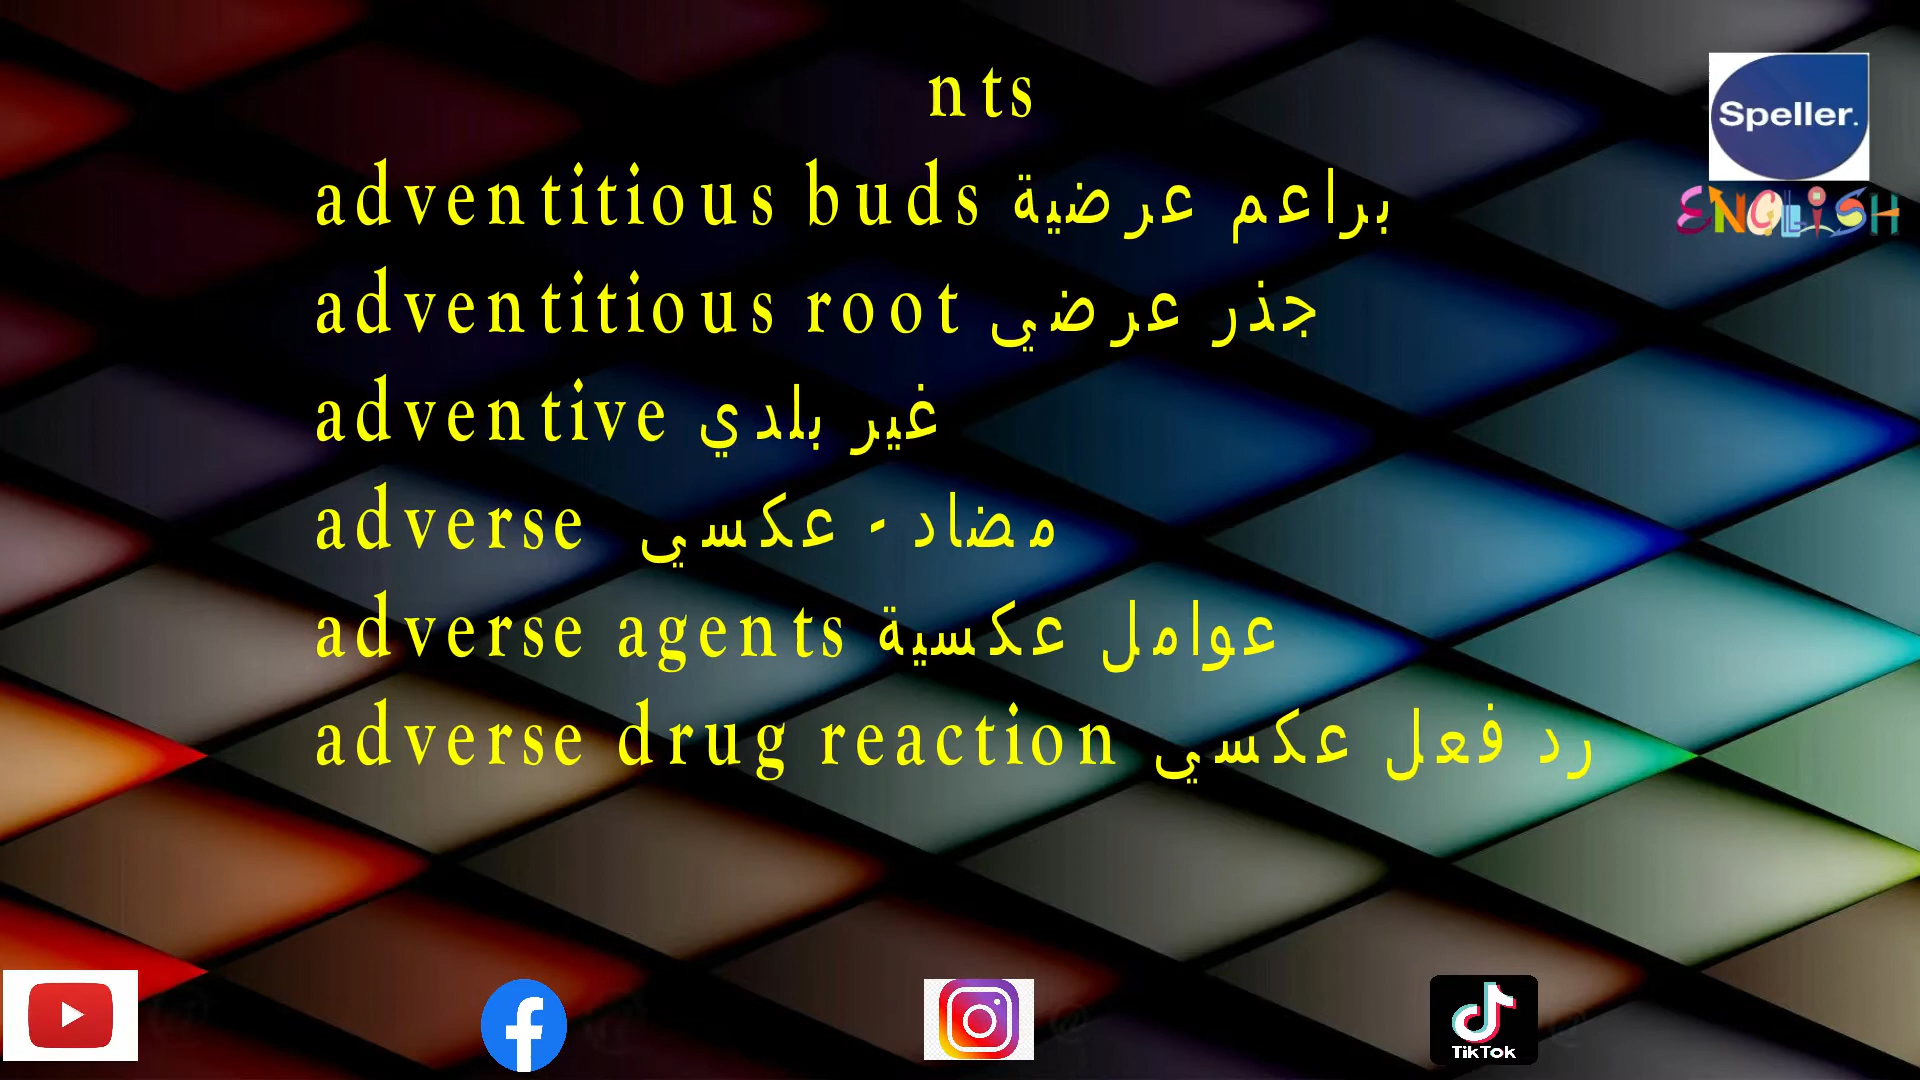 nts
adventitious buds براعم عرضية
adventitious root جذر عرضي
adventive غير بلدي
adverse مضاد - عكسي
adverse agents عوامل عكسية
adverse drug reaction رد فعل عكسي
Speller.
ENGLISH
TikTok